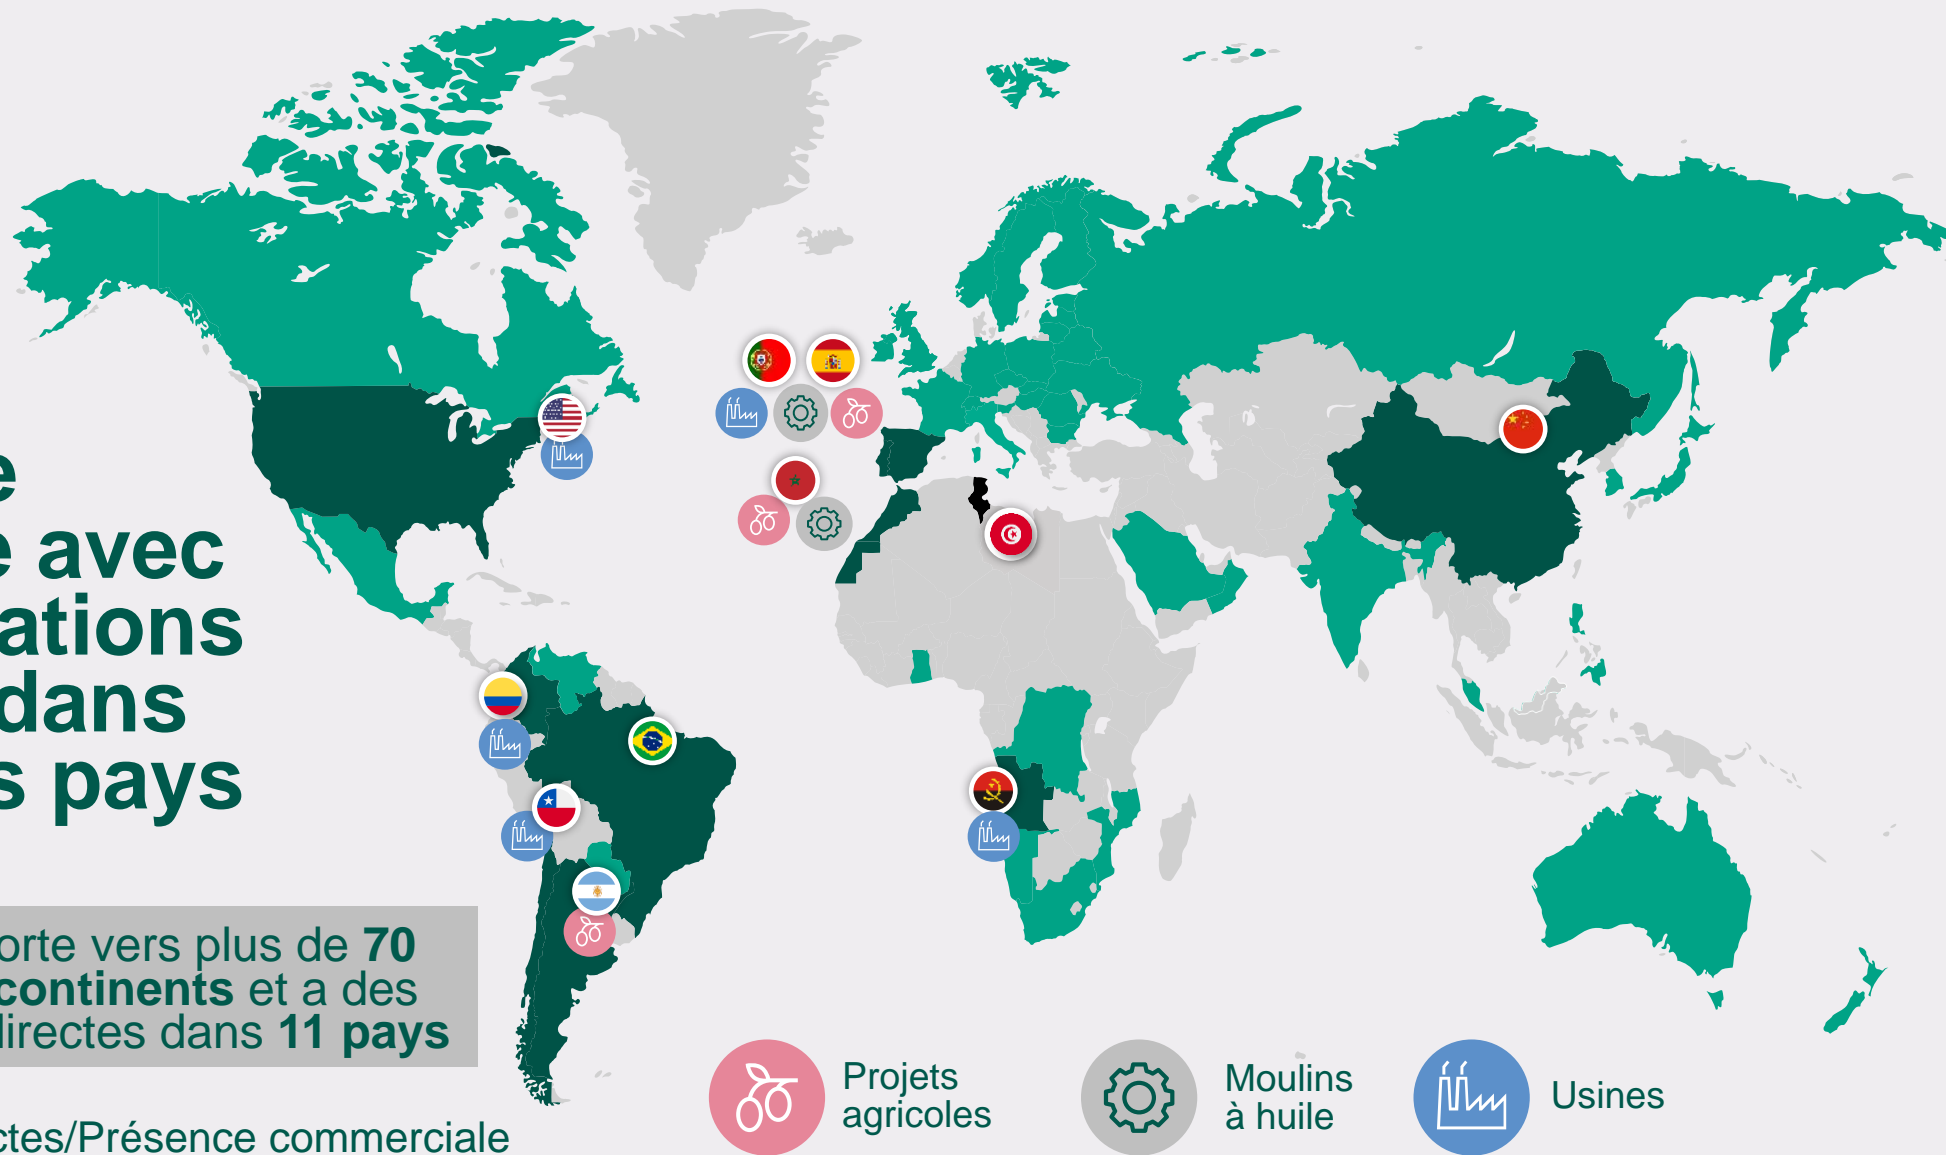 e avec
ations
dans
s pays
orte vers plus de 70
continents et a des
directes dans 11 pays
ctes/Présence commerciale
Projets
agricoles
Moulins
à huile
Usines